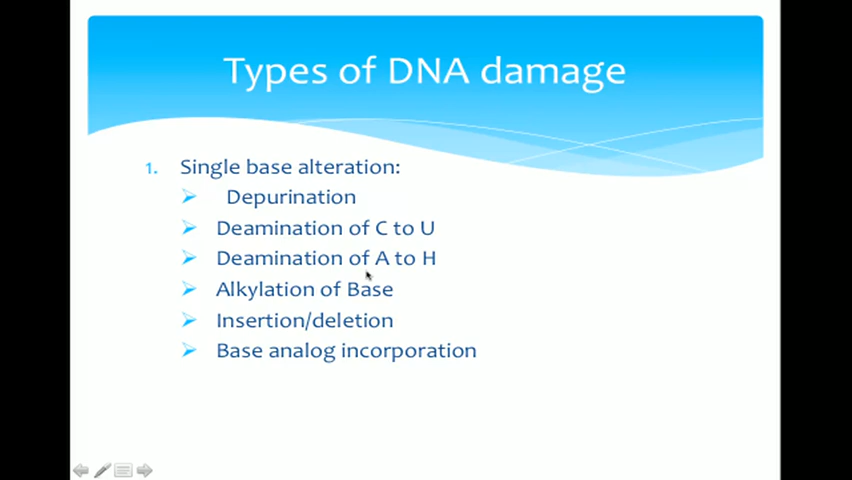 Types of DNA damage
1. Single base alteration:
Depurination
Deamination of C to U
Deamination of A to H
Alkylation of Base
Insertion/deletion
Base analog incorporation